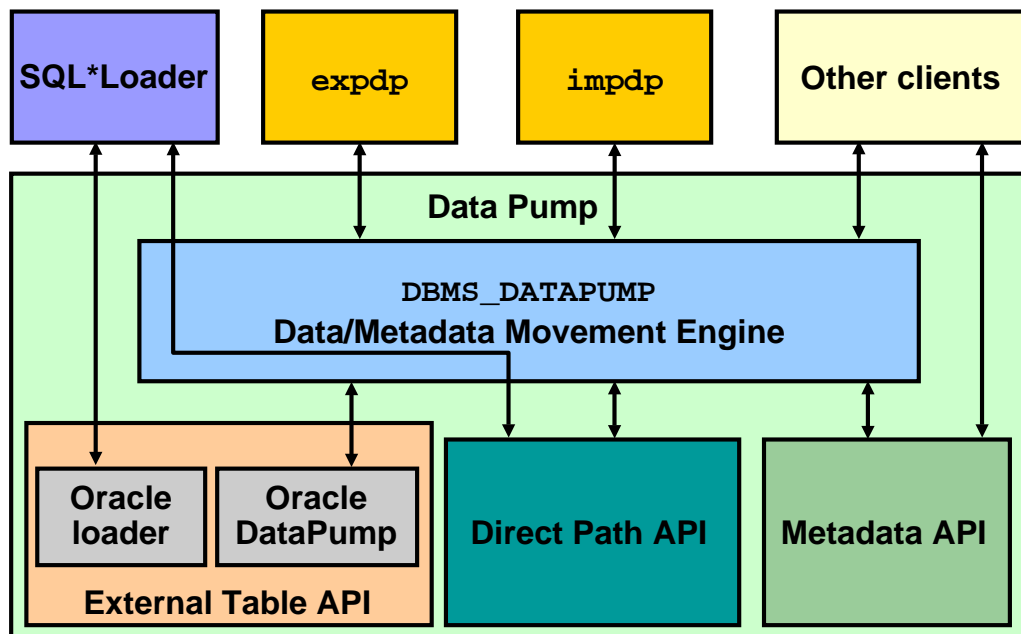 SQL*Loader
expdp
impdp
Other clients
Data Pump
DBMS_DATAPUMP
Data/Metadata Movement Engine
Oracle
loader
Oracle
DataPump
External Table API
Direct Path API
Metadata API